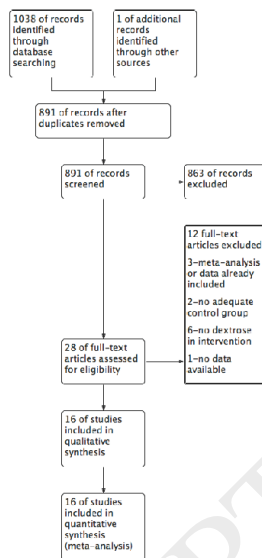 1038 of records
identified
through
database
searching
1 of additional
records
identified
through other
sources
891 of records after
duplicates removed
891 of records
screened
863 of records
excluded
12 full-text
articles excluded
3-meta-analysis
or data already
included
2-no adequate
control group
6-no dextrose
in intervention
1-no data
available
28 of full-text
articles assessed
for eligibility
16 of studies
included in
qualitative
synthesis
16 of studies
included in
quantitative
synthesis
(meta-analysis)